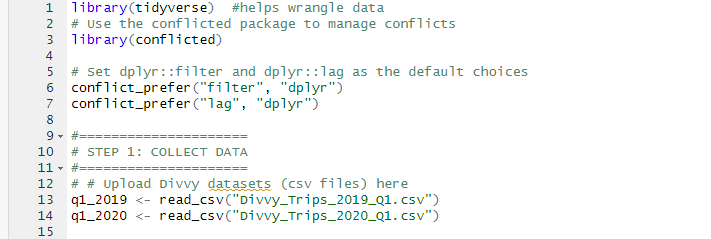 1 library(tidyverse)  #helps wrangle data
2 # Use the conflicted package to manage conflicts
3 library(conflicted)
4
5 # Set dplyr::filter and dplyr::lag as the default choices
6 conflict_prefer("filter", "dplyr")
7 conflict_prefer("lag", "dplyr")
8
9 #=====================
10 # STEP 1: COLLECT DATA
11 #=====================
12 # # Upload Divvy datasets (csv files) here
13 q1_2019 <- read_csv("Divvy_Trips_2019_Q1.csv")
14 q1_2020 <- read_csv("Divvy_Trips_2020_Q1.csv")
15